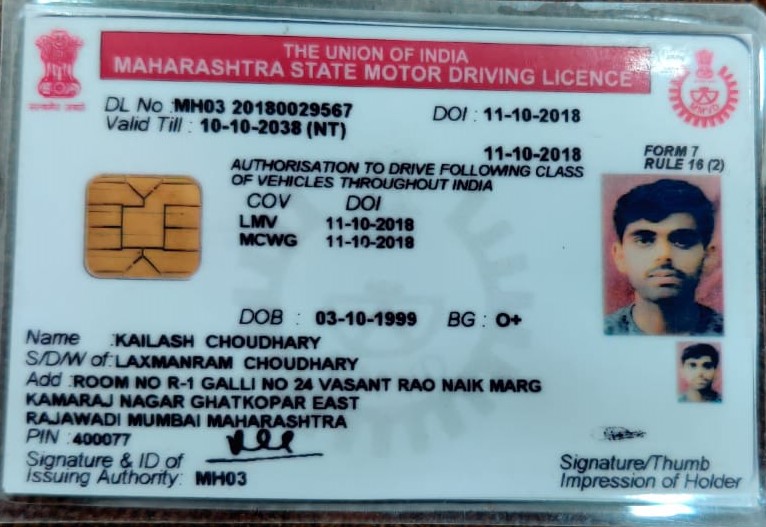 THE UNION OF INDIA
MAHARASHTRA STATE MOTOR DRIVING LICENCE
DL No : MH03 20180029567 DOI : 11-10-2018
Valid Till : 10-10-2038 (NT)
11-10-2018
FORM 7
RULE 16 (2)
AUTHORISATION TO DRIVE FOLLOWING CLASS
OF VEHICLES THROUGHOUT INDIA
COV DOI
LMV 11-10-2018
MCWG 11-10-2018
DOB : 03-10-1999 BG : O+
Name : KAILASH CHOUDHARY
S/D/W of : LAXMANRAM CHOUDHARY
Add : ROOM NO R-1 GALLI NO 24 VASANT RAO NAIK MARG
KAMARAJ NAGAR GHATKOPAR EAST
RAJAWADI MUMBAI MAHARASHTRA
PIN : 400077
Signature & ID of
Issuing Authority: MH03
Signature/Thumb
Impression of Holder